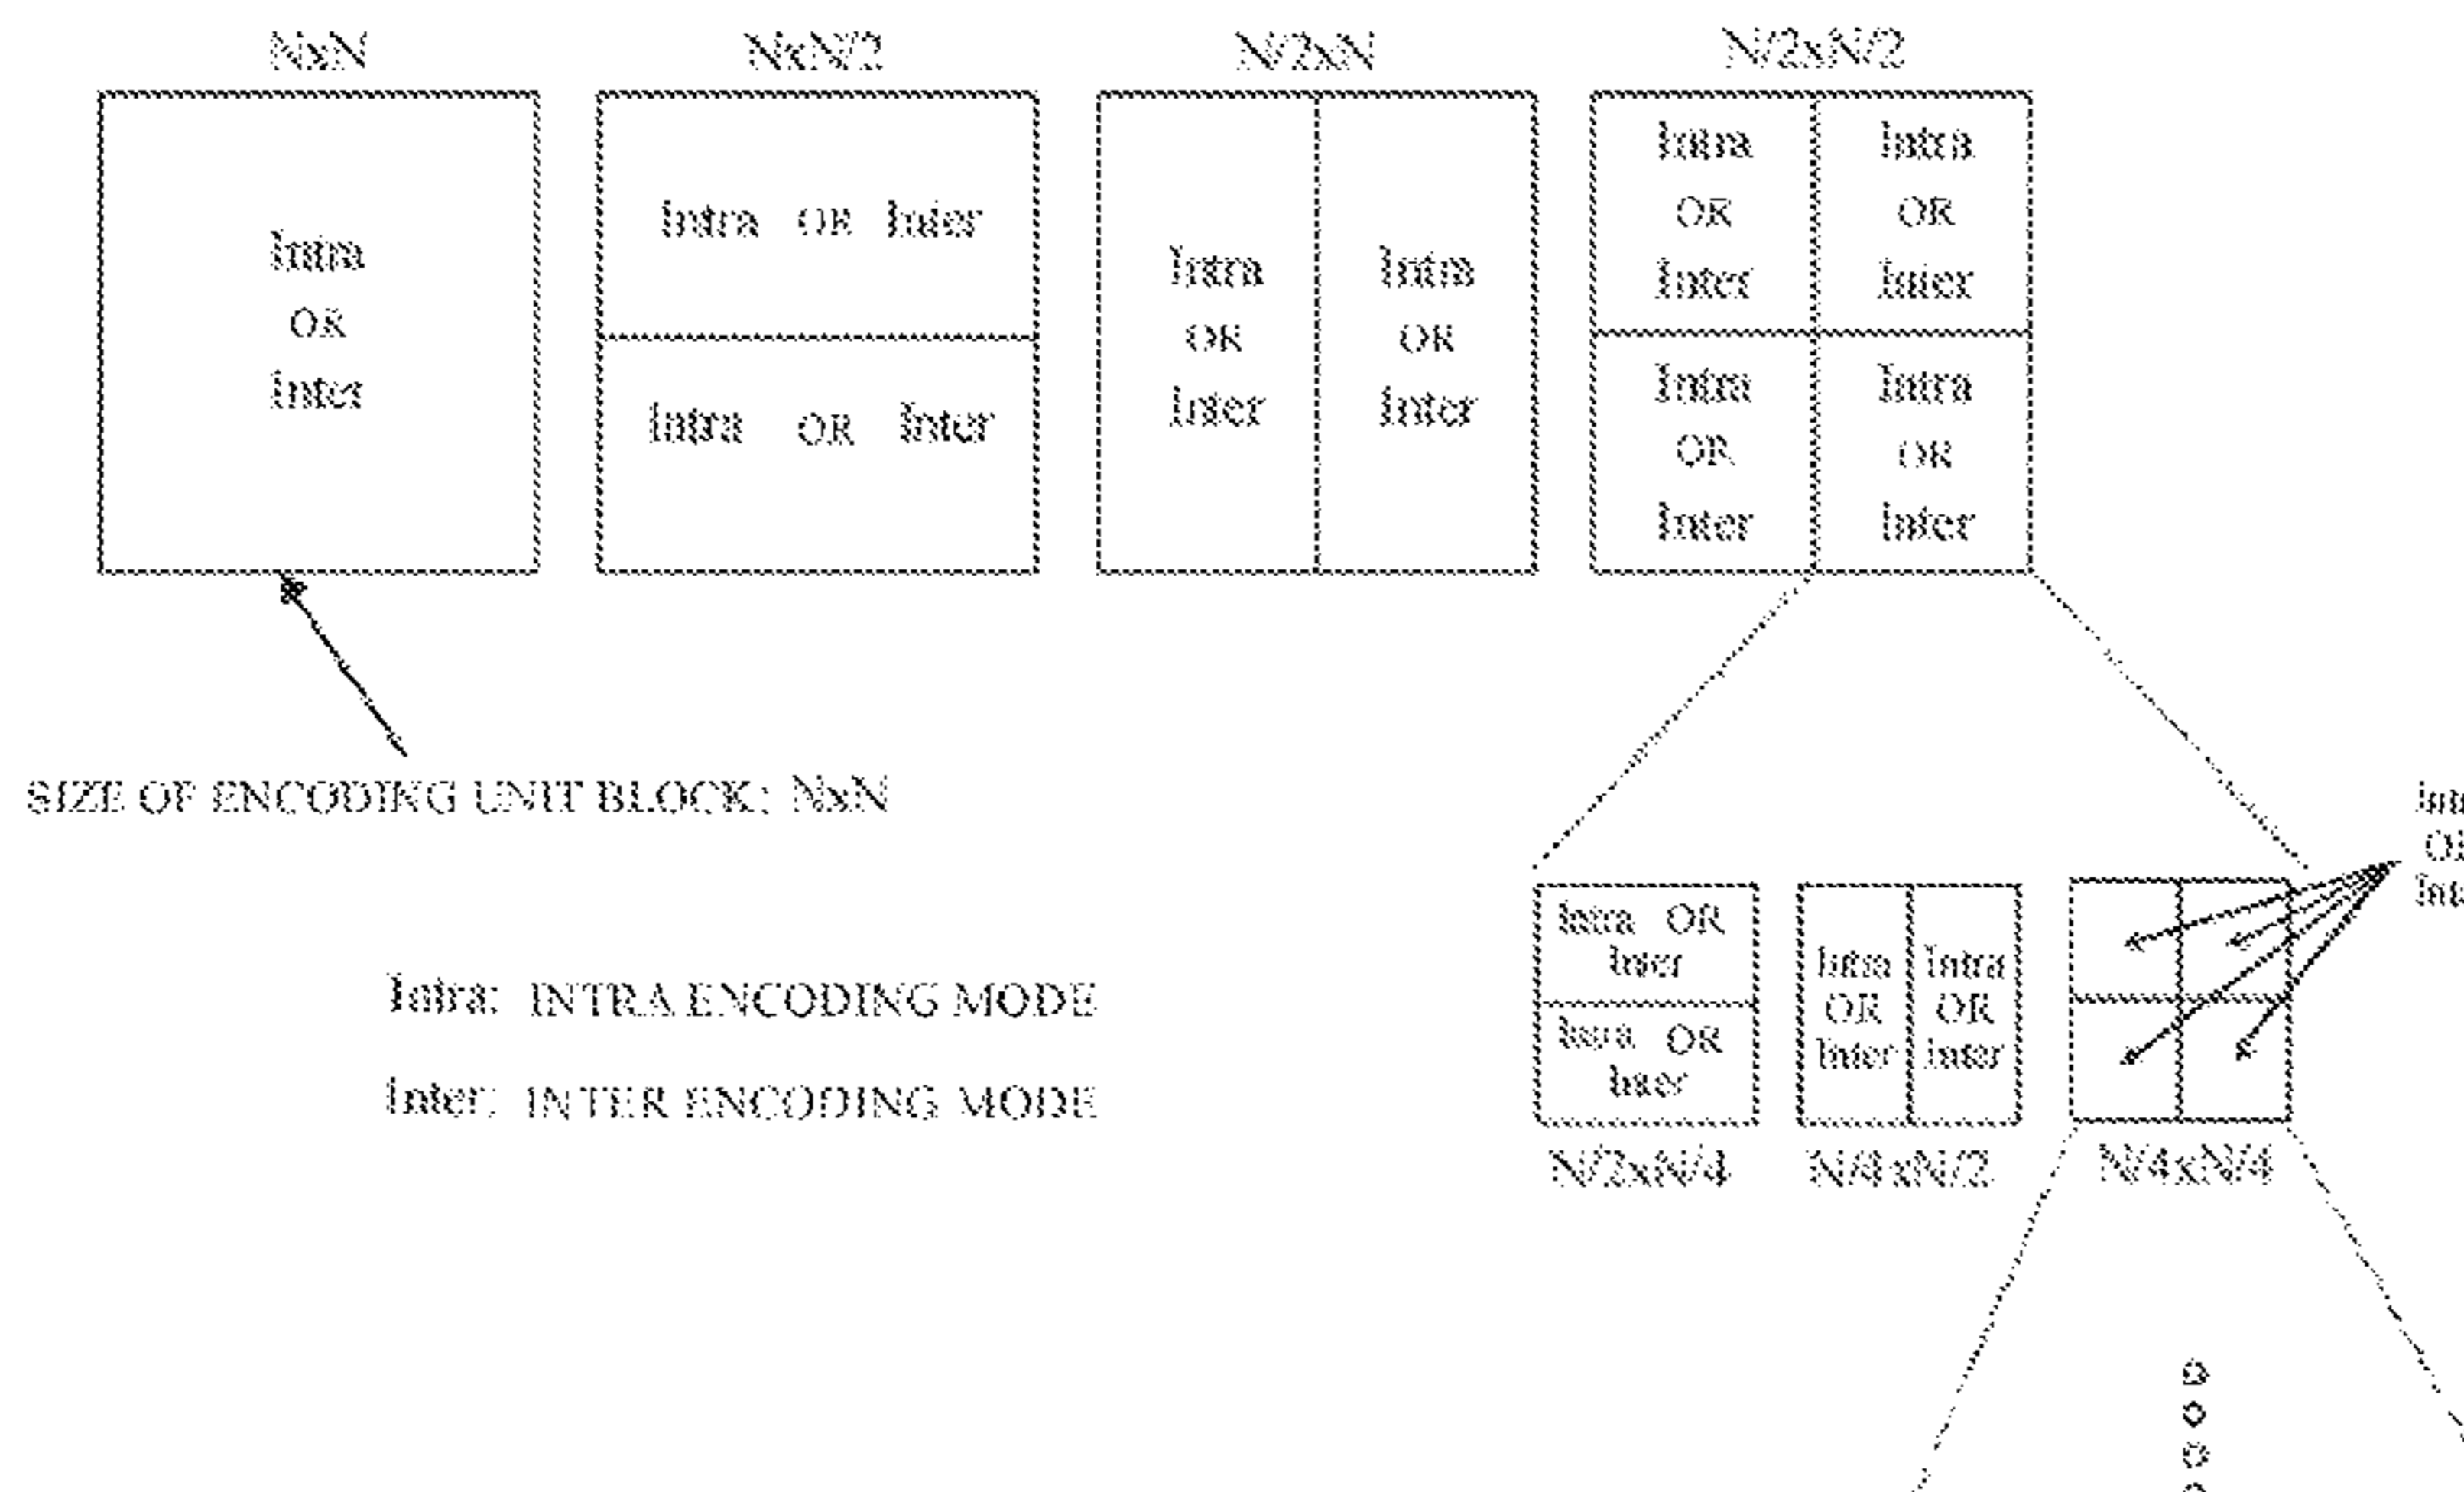 NxN
NxN/2
N/2xN
N/2xN/2
Intra
OR
Inter
Intra OR Inter
Intra OR Inter
Intra
OR
Inter
Intra
OR
Inter
Intra
OR
Inter
Intra
OR
Inter
Intra
OR
Inter
Intra
OR
Inter
SIZE OF ENCODING UNIT BLOCK: NxN
Intra: INTRA ENCODING MODE
Inter: INTER ENCODING MODE
Intra OR
Inter
Intra OR
Inter
Intra
OR
Inter
Intra
OR
Inter
N/2xN/4
N/4xN/2
N/4xN/4